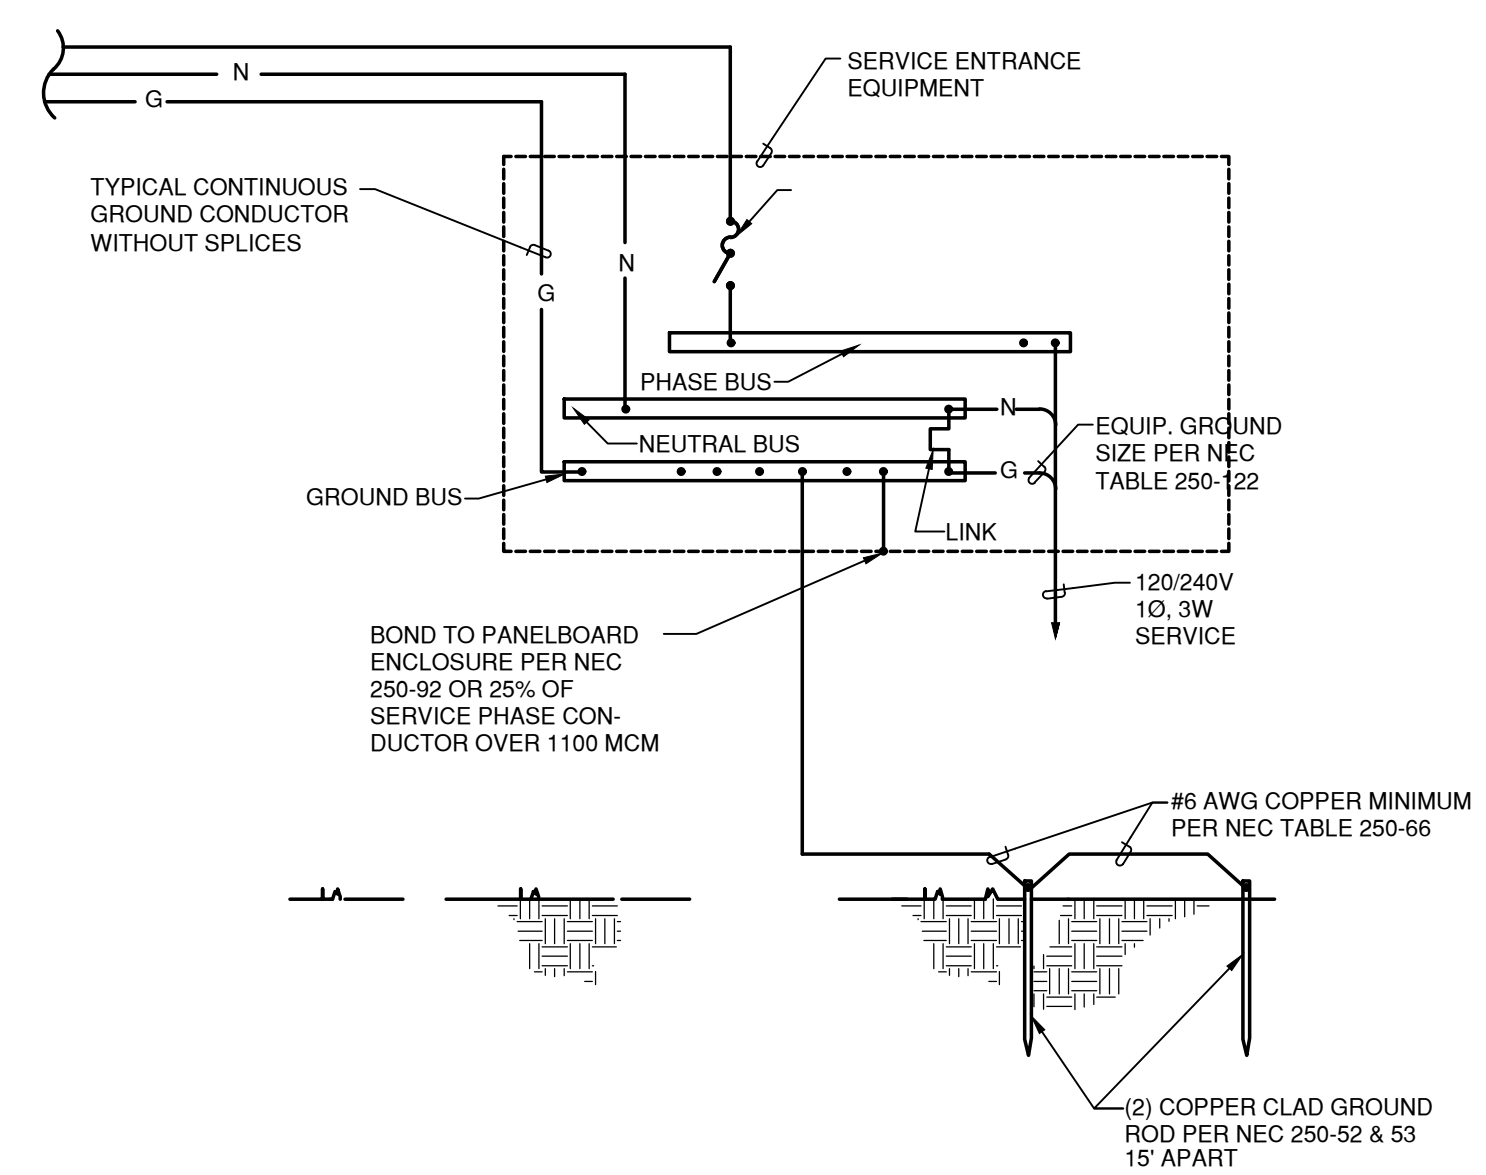 N
G
SERVICE ENTRANCE
EQUIPMENT
TYPICAL CONTINUOUS
GROUND CONDUCTOR
WITHOUT SPLICES
N
G
PHASE BUS
NEUTRAL BUS
N
EQUIP. GROUND
SIZE PER NEC
TABLE 250-122
G
GROUND BUS
LINK
120/240V
1Ø, 3W
SERVICE
BOND TO PANELBOARD
ENCLOSURE PER NEC
250-92 OR 25% OF
SERVICE PHASE CON-
DUCTOR OVER 1100 MCM
#6 AWG COPPER MINIMUM
PER NEC TABLE 250-66
(2) COPPER CLAD GROUND
ROD PER NEC 250-52 & 53
15' APART